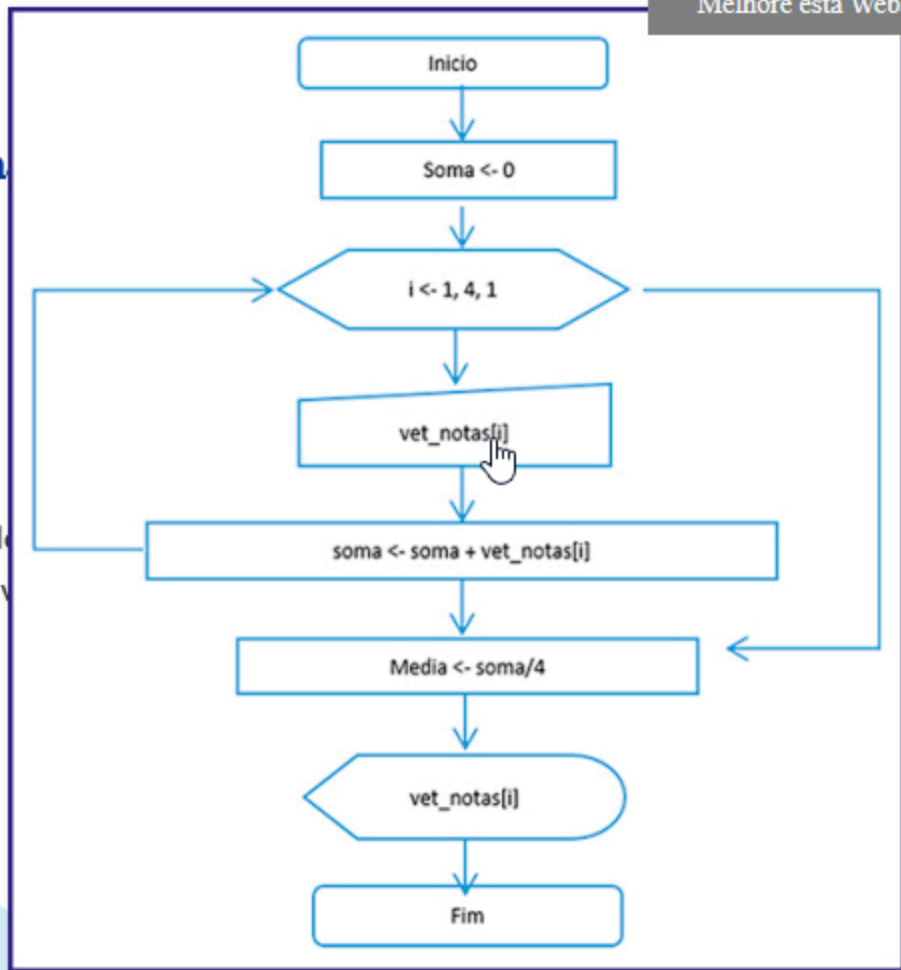 Melhore esta Web
Inicio
Soma <- 0
i <- 1, 4, 1
vet_notas[i]
soma <- soma + vet_notas[i]
Media <- soma/4
vet_notas[i]
Fim